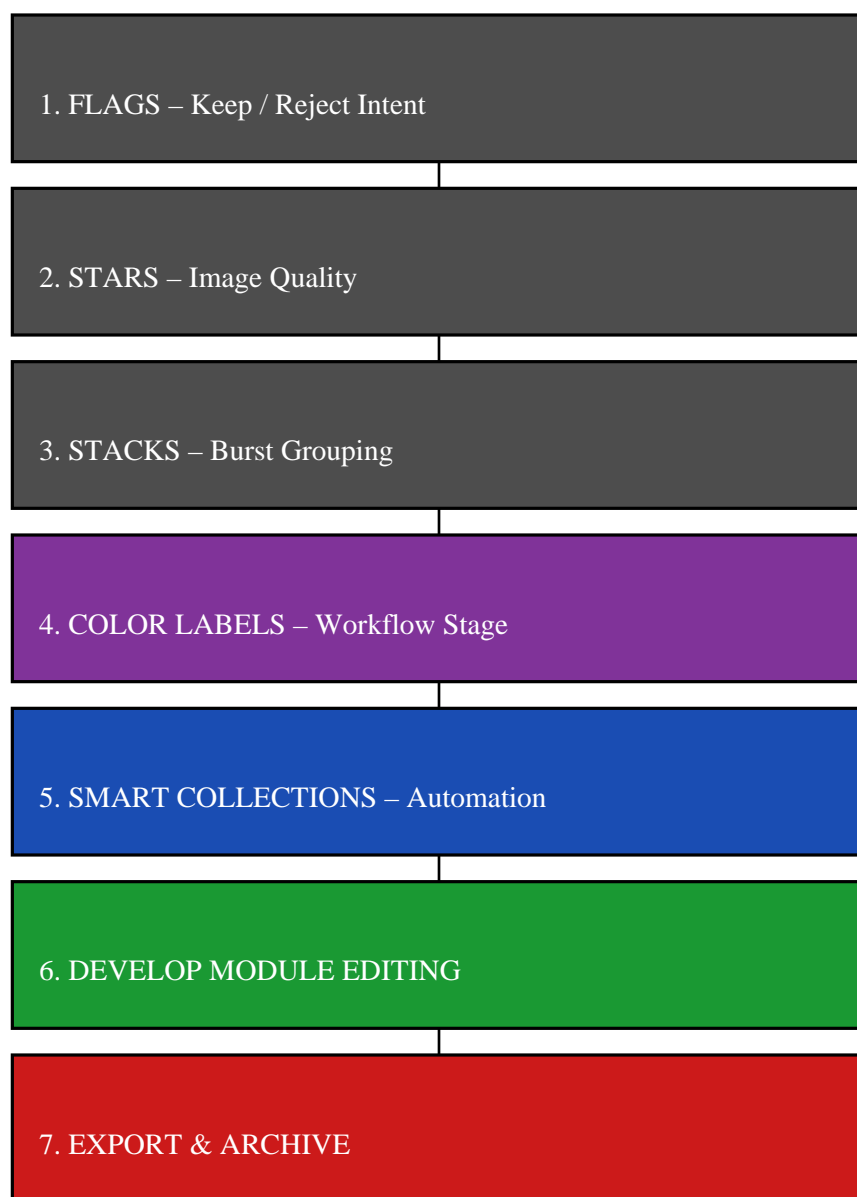 1. FLAGS – Keep / Reject Intent
2. STARS – Image Quality
3. STACKS – Burst Grouping
4. COLOR LABELS – Workflow Stage
5. SMART COLLECTIONS – Automation
6. DEVELOP MODULE EDITING
7. EXPORT & ARCHIVE